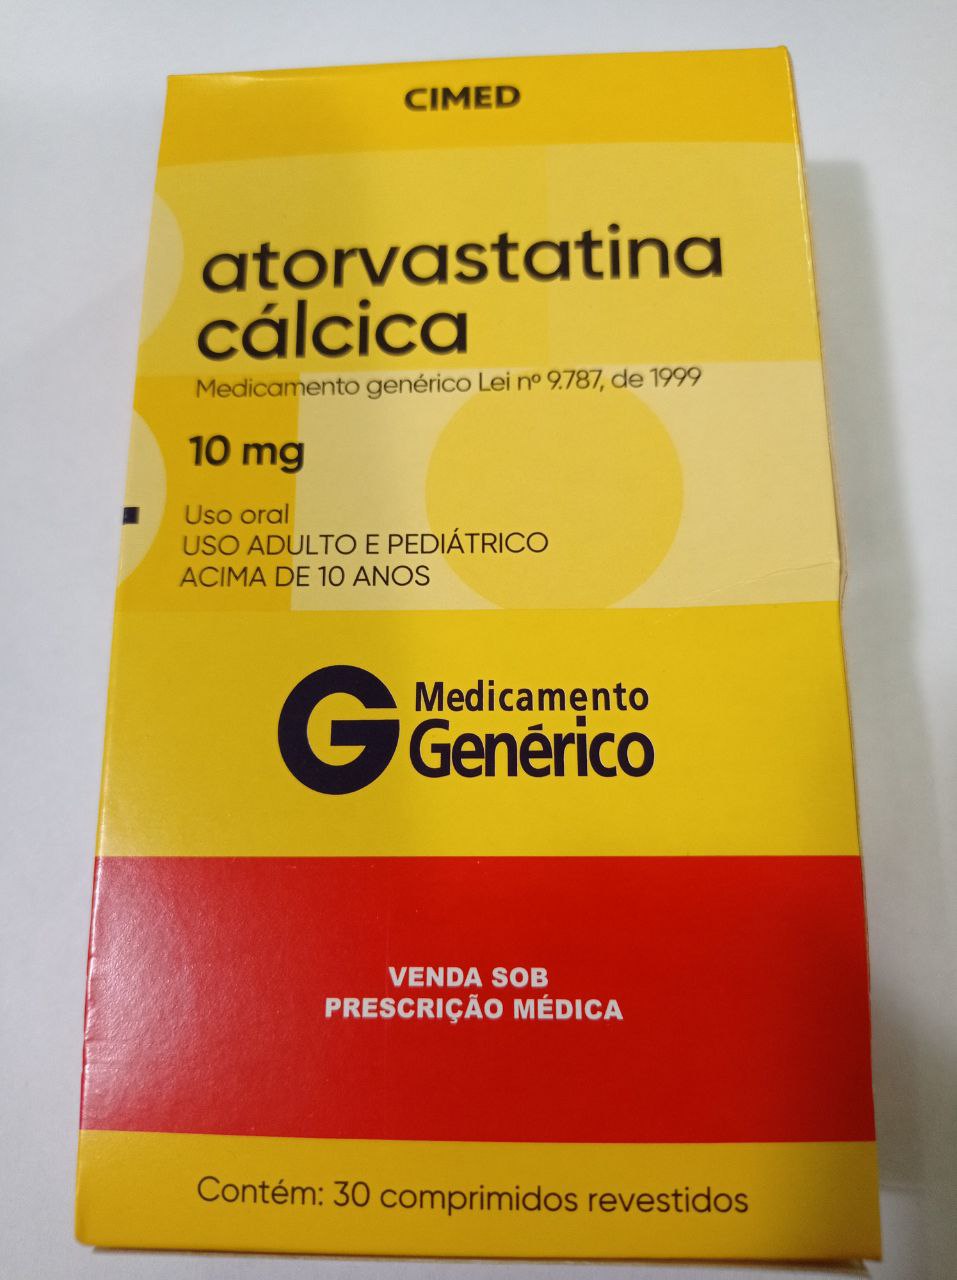 CIMED
atorvastatina
cálcica
Medicamento genérico Lei nº 9.787, de 1999
10 mg
Uso oral
USO ADULTO E PEDIÁTRICO
ACIMA DE 10 ANOS
G Medicamento
Genérico
VENDA SOB
PRESCRIÇÃO MÉDICA
Contém: 30 comprimidos revestidos